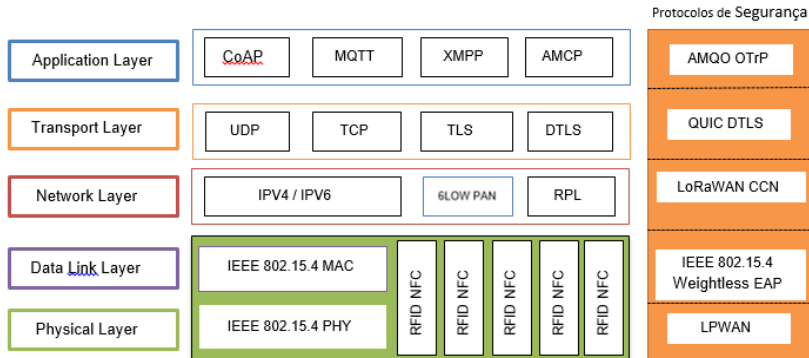 Protocolos de Segurança
Application Layer
CoAP
MQTT
XMPP
AMCP
AMQO OTrP
Transport Layer
UDP
TCP
TLS
DTLS
QUIC DTLS
Network Layer
IPV4 / IPV6
6LOW PAN
RPL
LoRaWAN CCN
Data Link Layer
IEEE 802.15.4 MAC
RFID NFC
RFID NFC
RFID NFC
RFID NFC
RFID NFC
IEEE 802.15.4
Weightless EAP
Physical Layer
IEEE 802.15.4 PHY
LPWAN